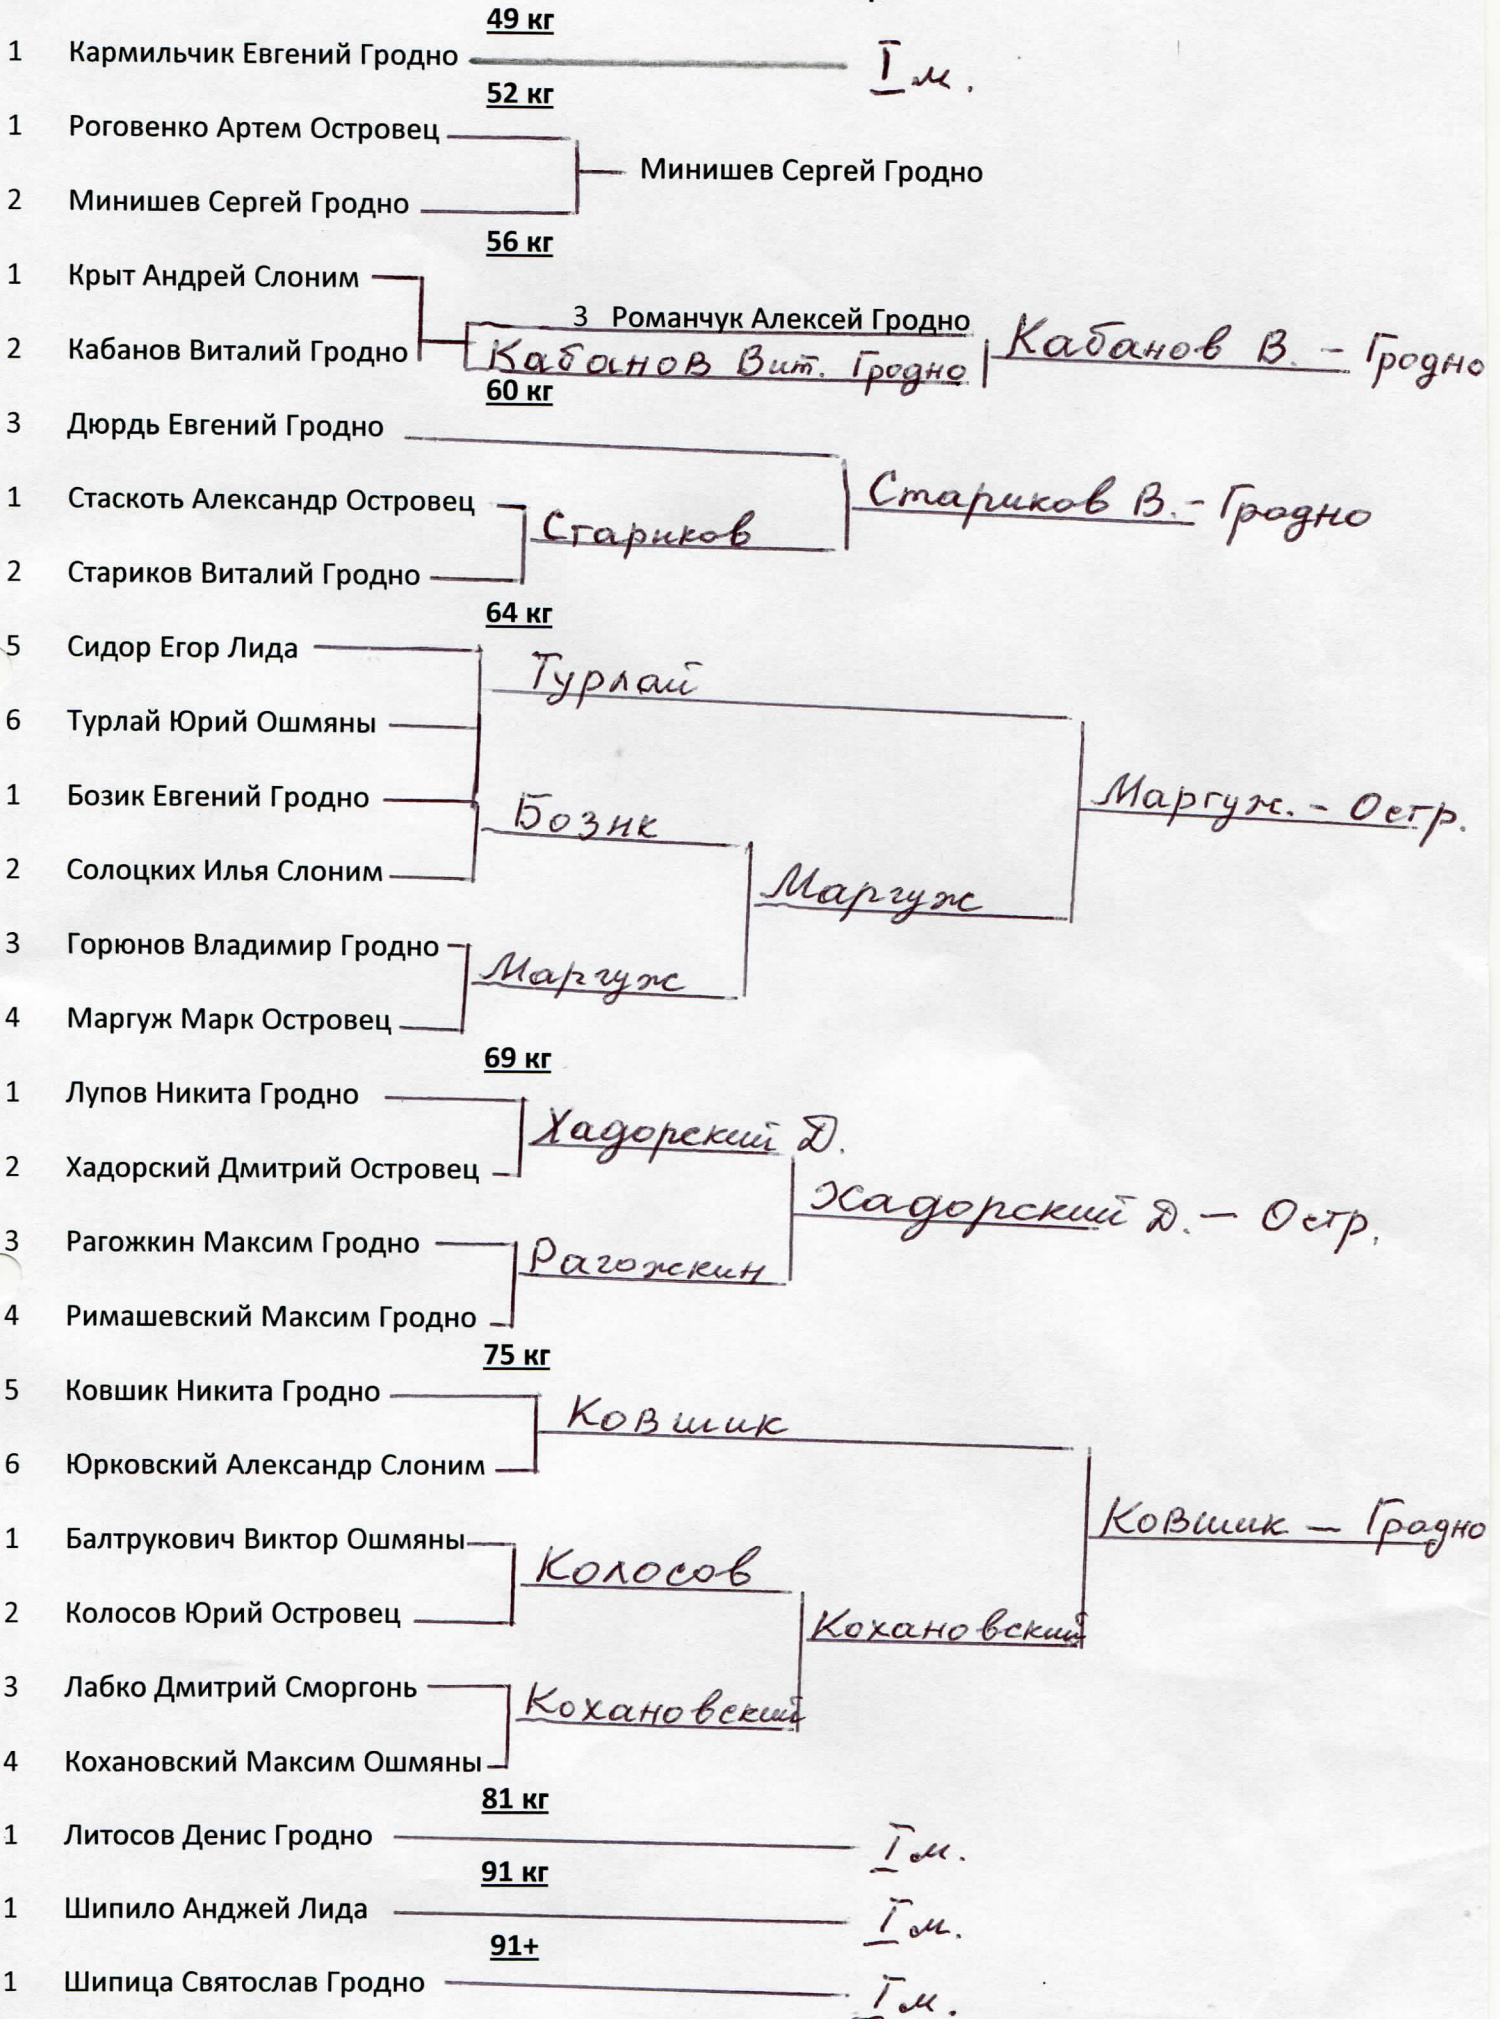 49 кг
1 Кармильчик Евгений Гродно I м.
52 кг
1 Роговенко Артем Островец
Минишев Сергей Гродно
2 Минишев Сергей Гродно
56 кг
1 Крыт Андрей Слоним
3 Романчук Алексей Гродно
2 Кабанов Виталий Гродно Кабанов Вит. Гродно Кабанов В. - Гродно
60 кг
3 Дюрдь Евгений Гродно
1 Стаскоть Александр Островец Стариков В. - Гродно
Стариков
2 Стариков Виталий Гродно
64 кг
5 Сидор Егор Лида
Турлай
6 Турлай Юрий Ошмяны
1 Бозик Евгений Гродно Маргуж. - Остр.
Бозик
2 Солоцких Илья Слоним Маргуж
3 Горюнов Владимир Гродно
Маргуж
4 Маргуж Марк Островец
69 кг
1 Лупов Никита Гродно
Хадорский Д.
2 Хадорский Дмитрий Островец
Хадорский Д. - Остр.
3 Рагожкин Максим Гродно
Рагожкин
4 Римашевский Максим Гродно
75 кг
5 Ковшик Никита Гродно
Ковшик
6 Юрковский Александр Слоним
Ковшик - Гродно
1 Балтрукович Виктор Ошмяны
Колосов
2 Колосов Юрий Островец
Кохановский
3 Лабко Дмитрий Сморгонь
Кохановский
4 Кохановский Максим Ошмяны
81 кг
1 Литосов Денис Гродно I м.
91 кг
1 Шипило Анджей Лида I м.
91+
1 Шипица Святослав Гродно I м.